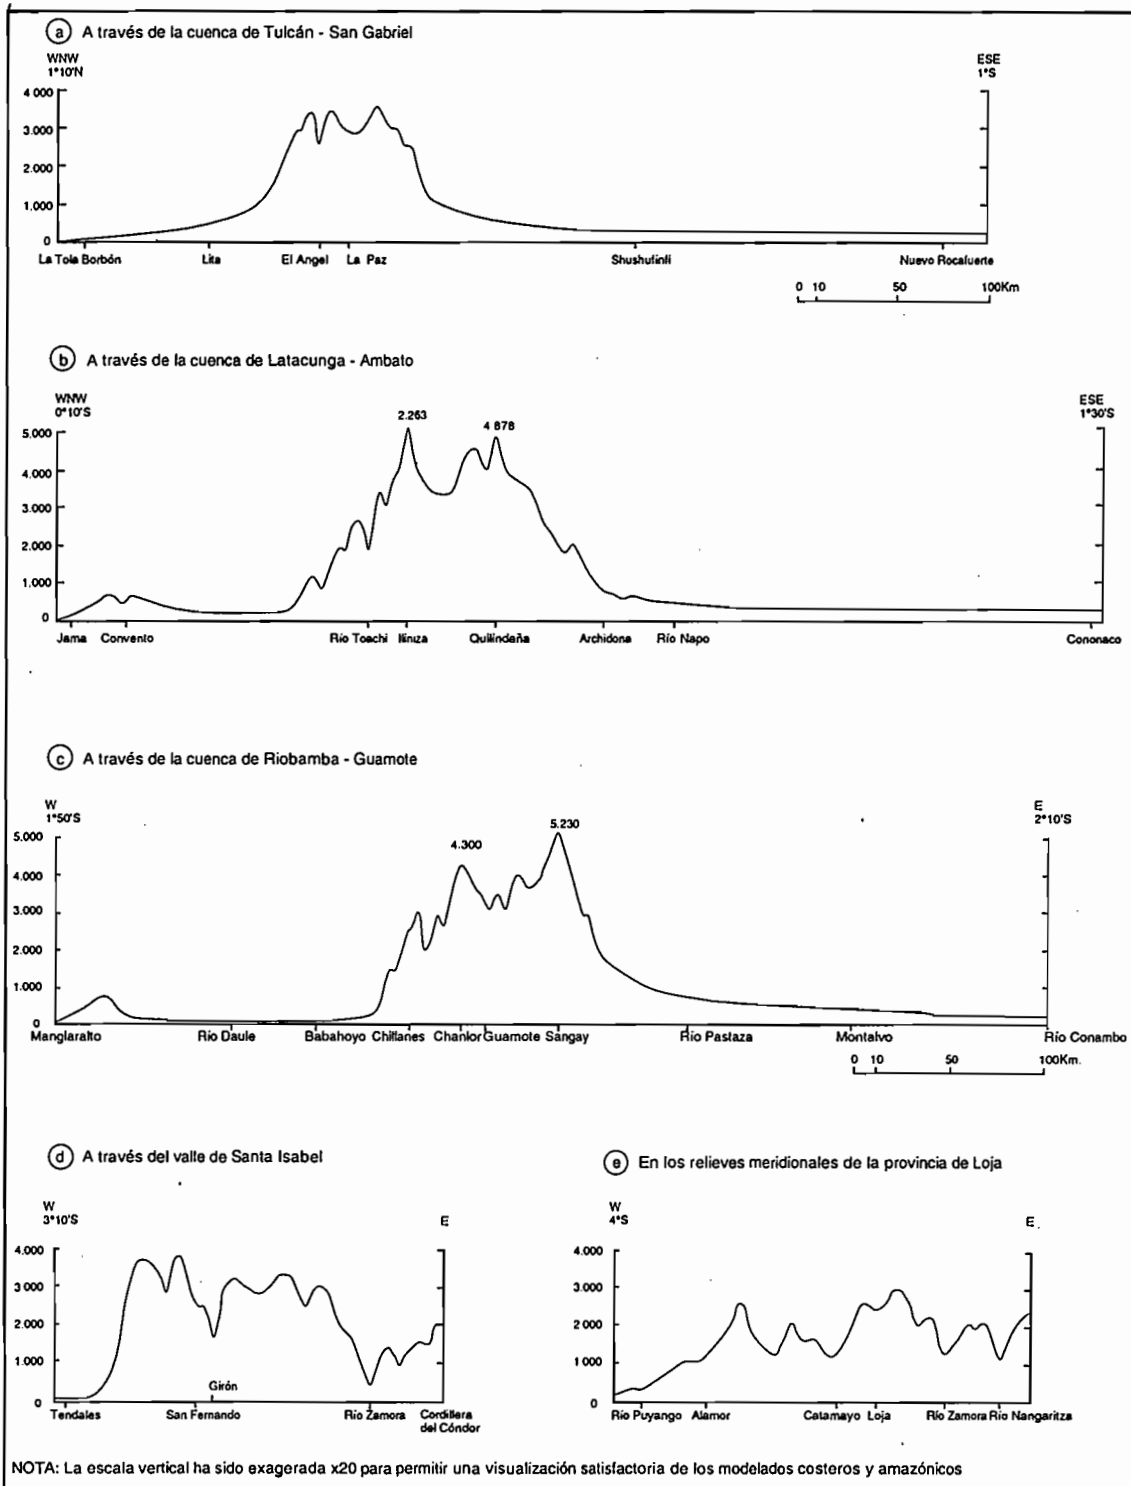 a A través de la cuenca de Tulcán - San Gabriel
WNW
1°10'N
ESE
1°S
4 000
3.000
2.000
1.000
0
La Tola Borbón Lita El Angel La Paz Shushufinfi Nuevo Rocafuerte
0 10 50 100Km
b A través de la cuenca de Latacunga - Ambato
WNW
0°10'S
ESE
1°30'S
2.263
4 878
5.000
4.000
3.000
2.000
1.000
0
Jama Convento Río Toachi Iliniza Quilindaña Archidona Río Napo Cononaco
c A través de la cuenca de Riobamba - Guamote
W
1°50'S
E
2°10'S
4.300
5.230
5.000
4.000
3.000
2.000
1.000
0
Manglaralto Río Daule Babahoyo Chillanes Chanlor Guamote Sangay Río Pastaza Montalvo Río Conambo
0 10 50 100Km.
d A través del valle de Santa Isabel
W
3°10'S
E
4.000
3.000
2.000
1.000
0
Girón
Tendales San Fernando Río Zamora Cordillera
del Cóndor
e En los relieves meridionales de la provincia de Loja
W
4°S
E
4.000
3.000
2.000
1 000
0
Río Puyango Alamor Catamayo Loja Río Zamora Río Nangaritza
NOTA: La escala vertical ha sido exagerada x20 para permitir una visualización satisfactoria de los modelados costeros y amazónicos